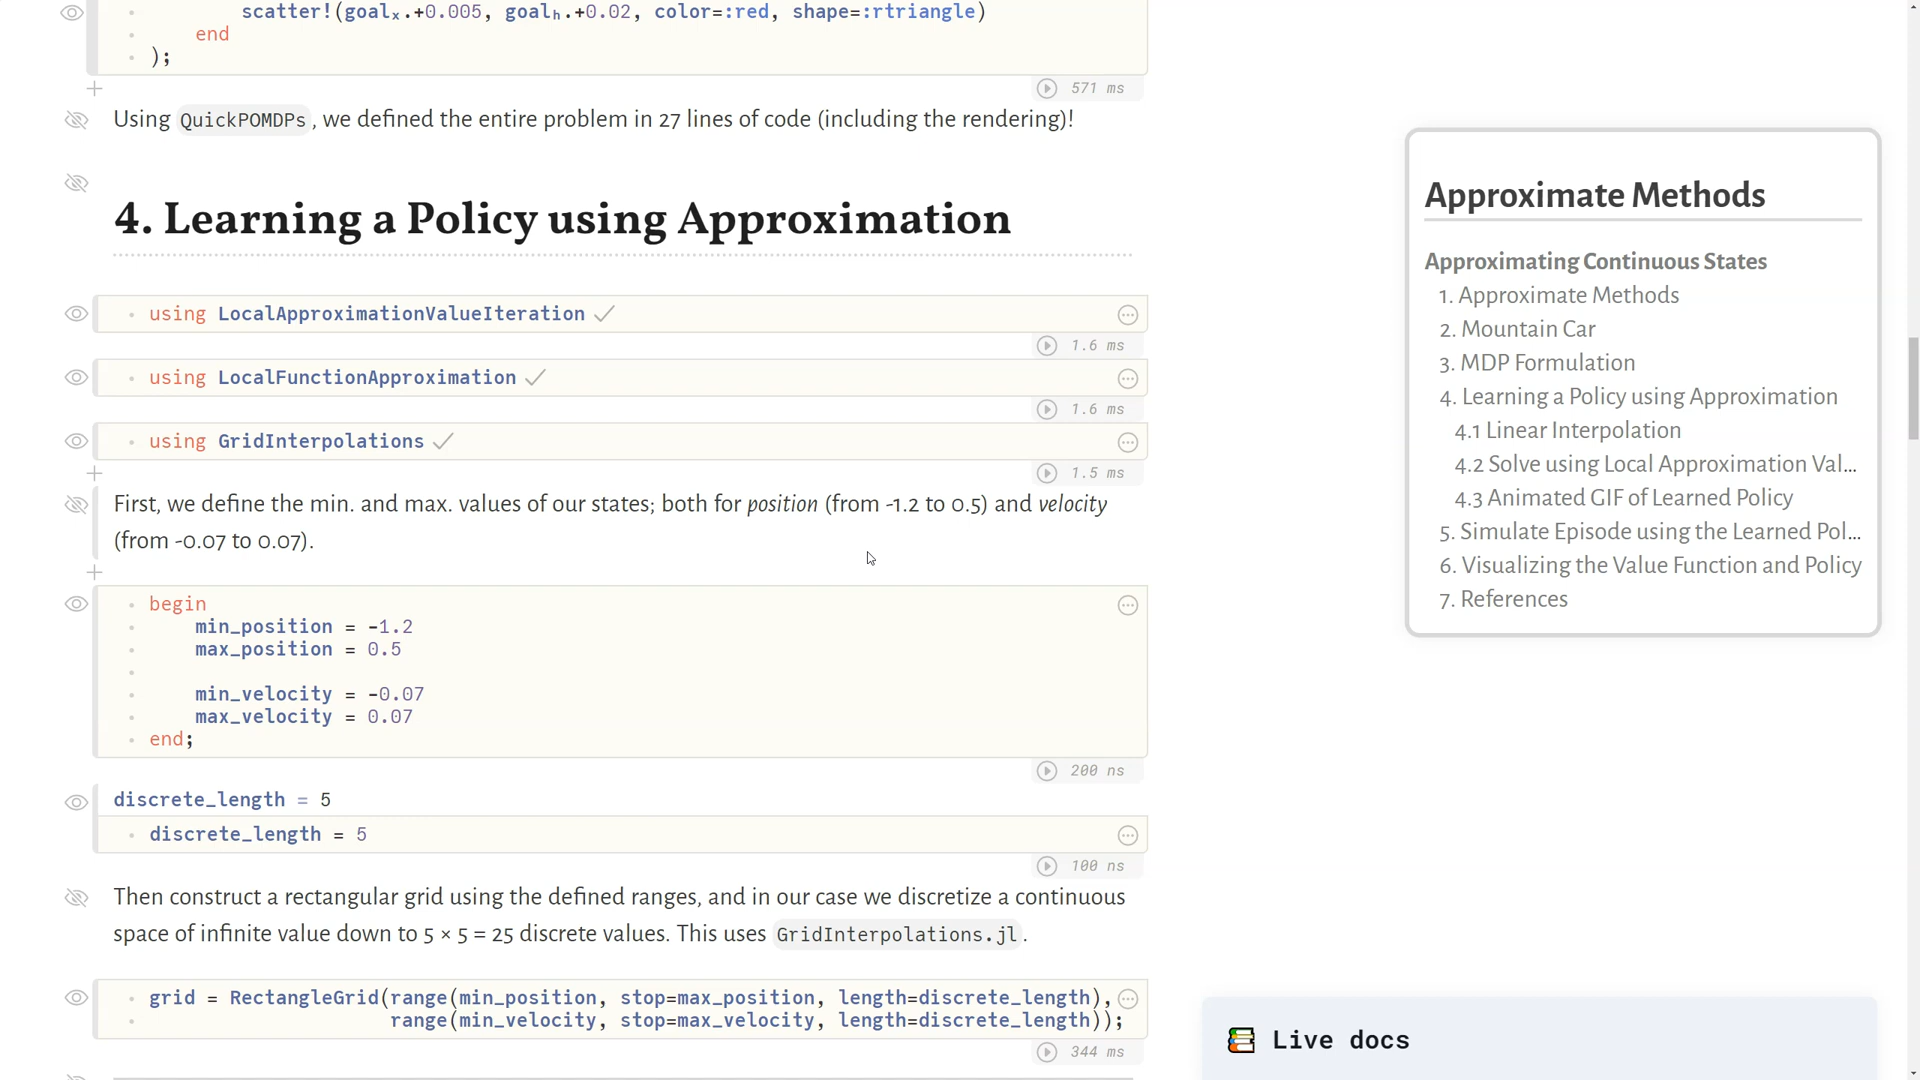 scatter!(goalₓ.+0.005, goalₕ.+0.02, color=:red, shape=:rtriangle)
end
);
571 ms
Using QuickPOMDPs, we defined the entire problem in 27 lines of code (including the rendering)!
4. Learning a Policy using Approximation
using LocalApproximationValueIteration ✓
1.6 ms
using LocalFunctionApproximation ✓
1.6 ms
using GridInterpolations ✓
1.5 ms
First, we define the min. and max. values of our states; both for position (from -1.2 to 0.5) and velocity
(from -0.07 to 0.07).
begin
min_position = -1.2
max_position = 0.5
min_velocity = -0.07
max_velocity = 0.07
end;
200 ns
discrete_length = 5
discrete_length = 5
100 ns
Then construct a rectangular grid using the defined ranges, and in our case we discretize a continuous
space of infinite value down to 5 × 5 = 25 discrete values. This uses GridInterpolations.jl.
grid = RectangleGrid(range(min_position, stop=max_position, length=discrete_length),
range(min_velocity, stop=max_velocity, length=discrete_length));
344 ms
Approximate Methods
Approximating Continuous States
1. Approximate Methods
2. Mountain Car
3. MDP Formulation
4. Learning a Policy using Approximation
4.1 Linear Interpolation
4.2 Solve using Local Approximation Val...
4.3 Animated GIF of Learned Policy
5. Simulate Episode using the Learned Pol...
6. Visualizing the Value Function and Policy
7. References
Live docs